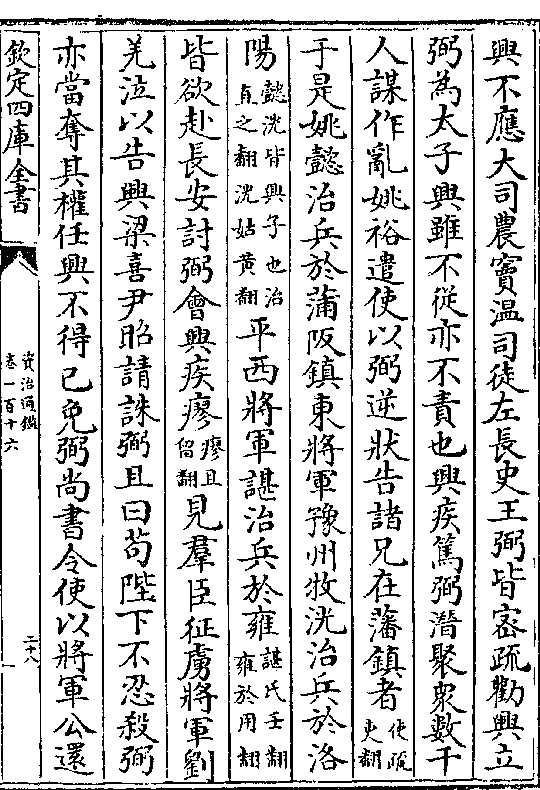 興不應大司農竇温司徒左長史王弼皆宻疏勸興立
弼為太子興雖不從亦不責也興疾篤弼潛聚衆數千
人謀作亂姚裕遣使以弼逆狀告諸兄在藩鎮者使疏吏翻
于是姚懿治兵於蒲阪鎮東將軍豫州牧洸治兵於洛
陽懿洸皆興子也治直之翻洸姑黄翻平西將軍諶治兵於雍諶氏壬翻雍於用翻
皆欲赴長安討弼會興疾瘳瘳丑留翻見羣臣征虜將軍劉
羌泣以告興梁喜尹昭請誅弼且曰茍陛下不忍殺弼
亦當奪其權任興不得已免弼尚書令使以將軍公還
欽定四庫全書
資治通鑑
卷一百十六
二十八